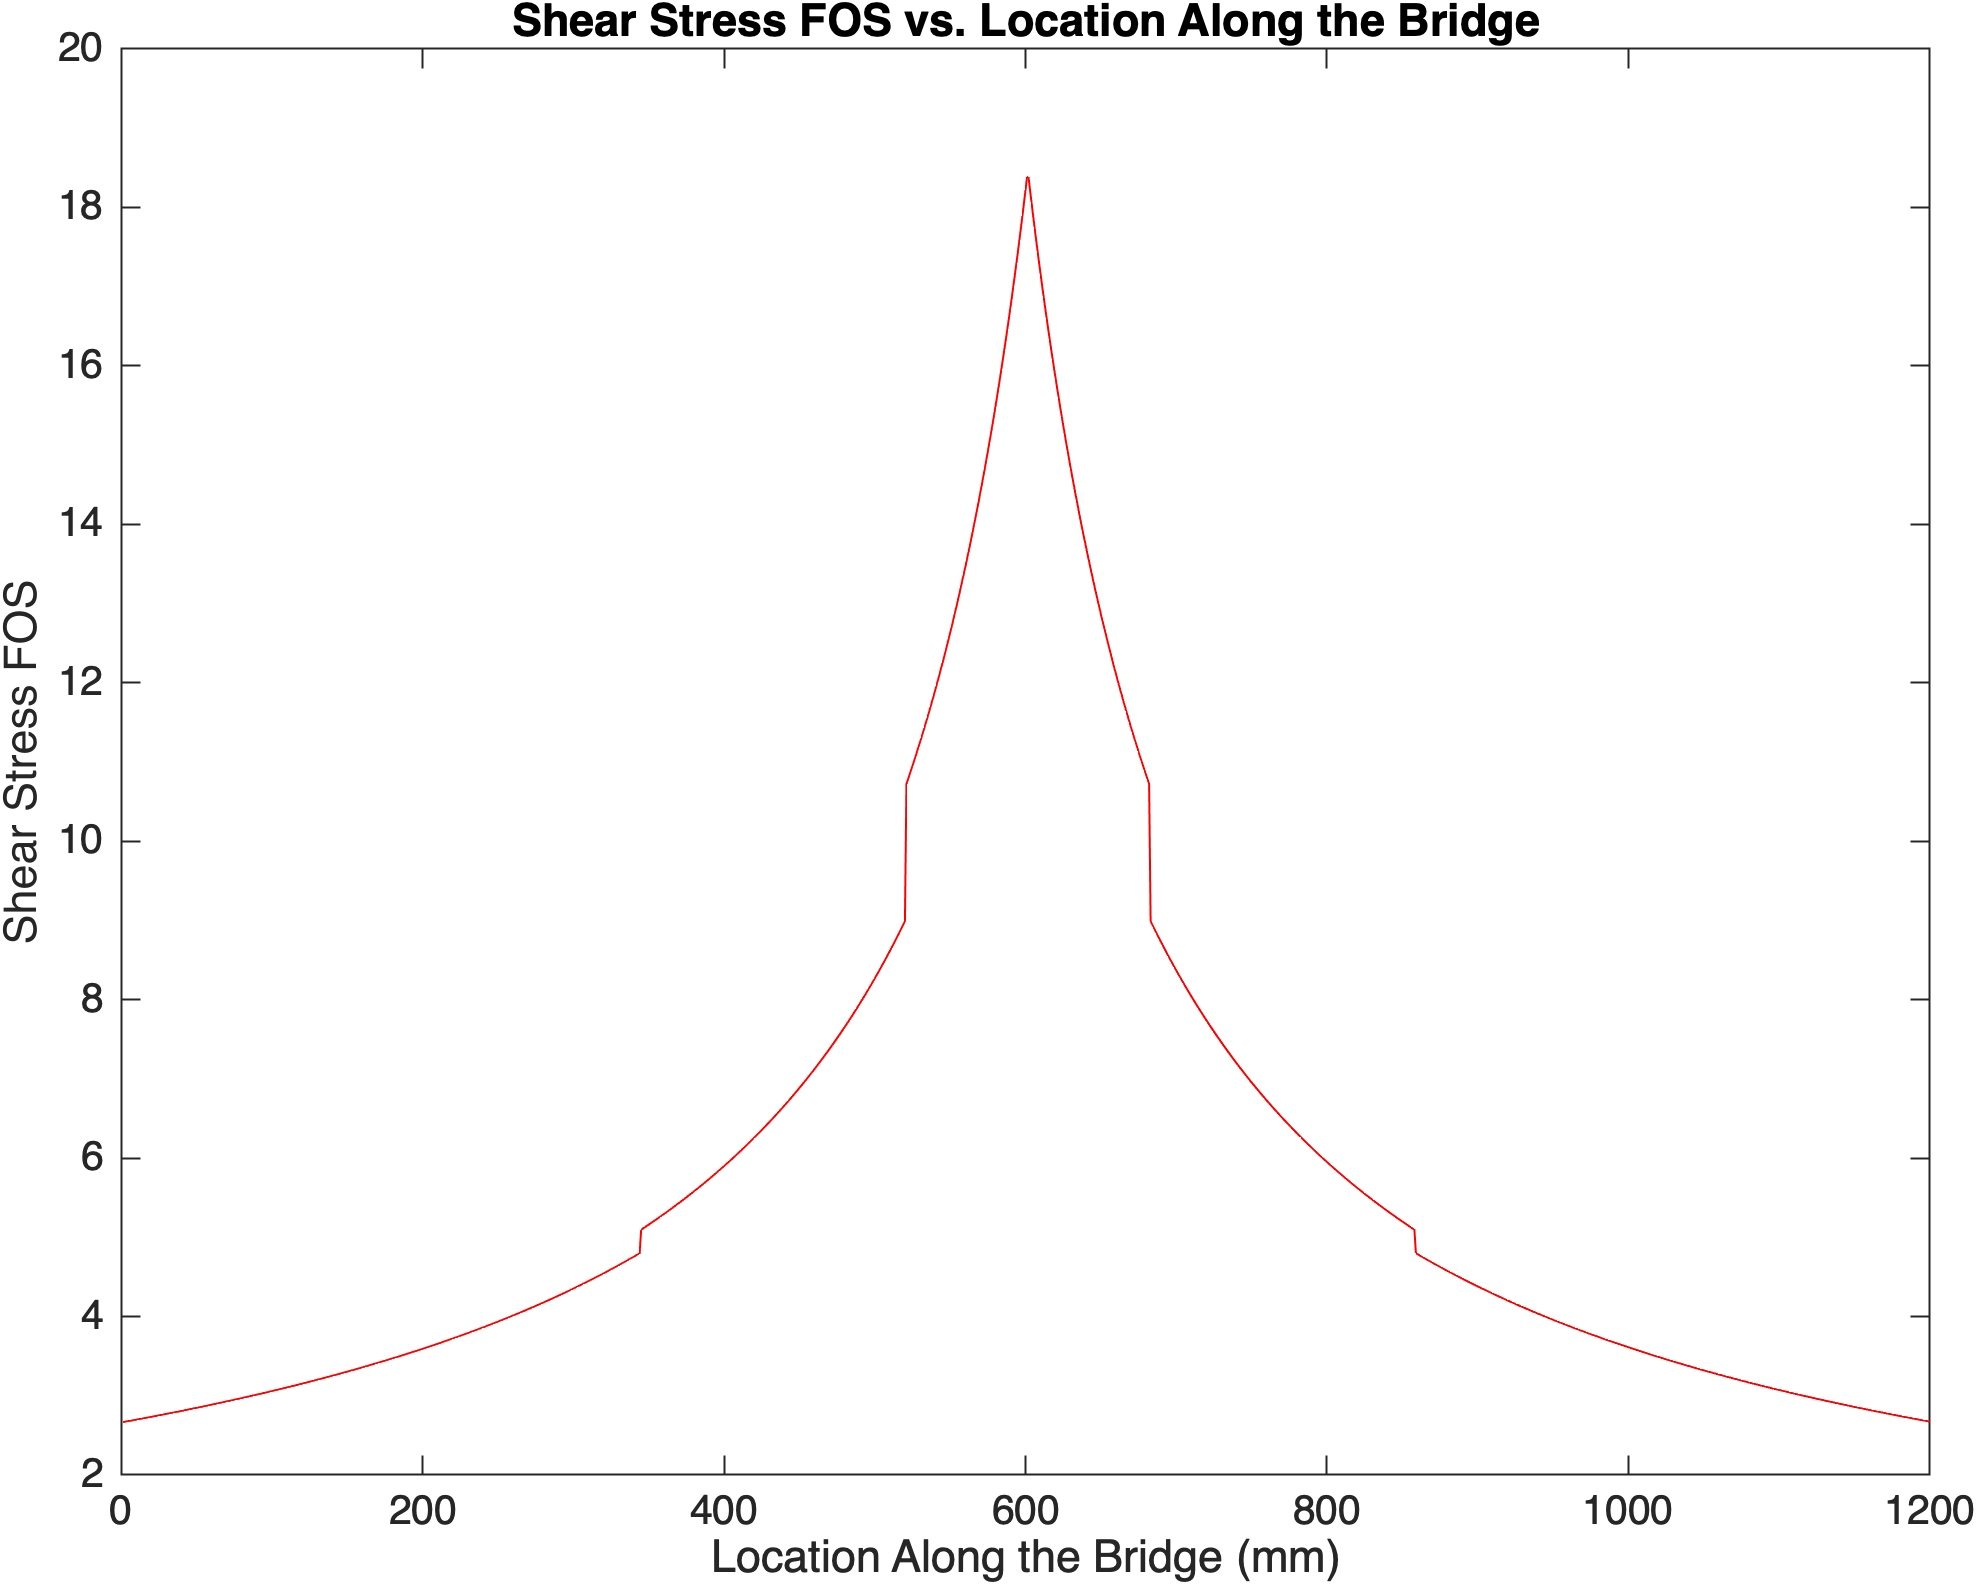 Shear Stress FOS vs. Location Along the Bridge
20
18
16
14
12
10
8
6
4
2
Shear Stress FOS
0 200 400 600 800 1000 1200
Location Along the Bridge (mm)